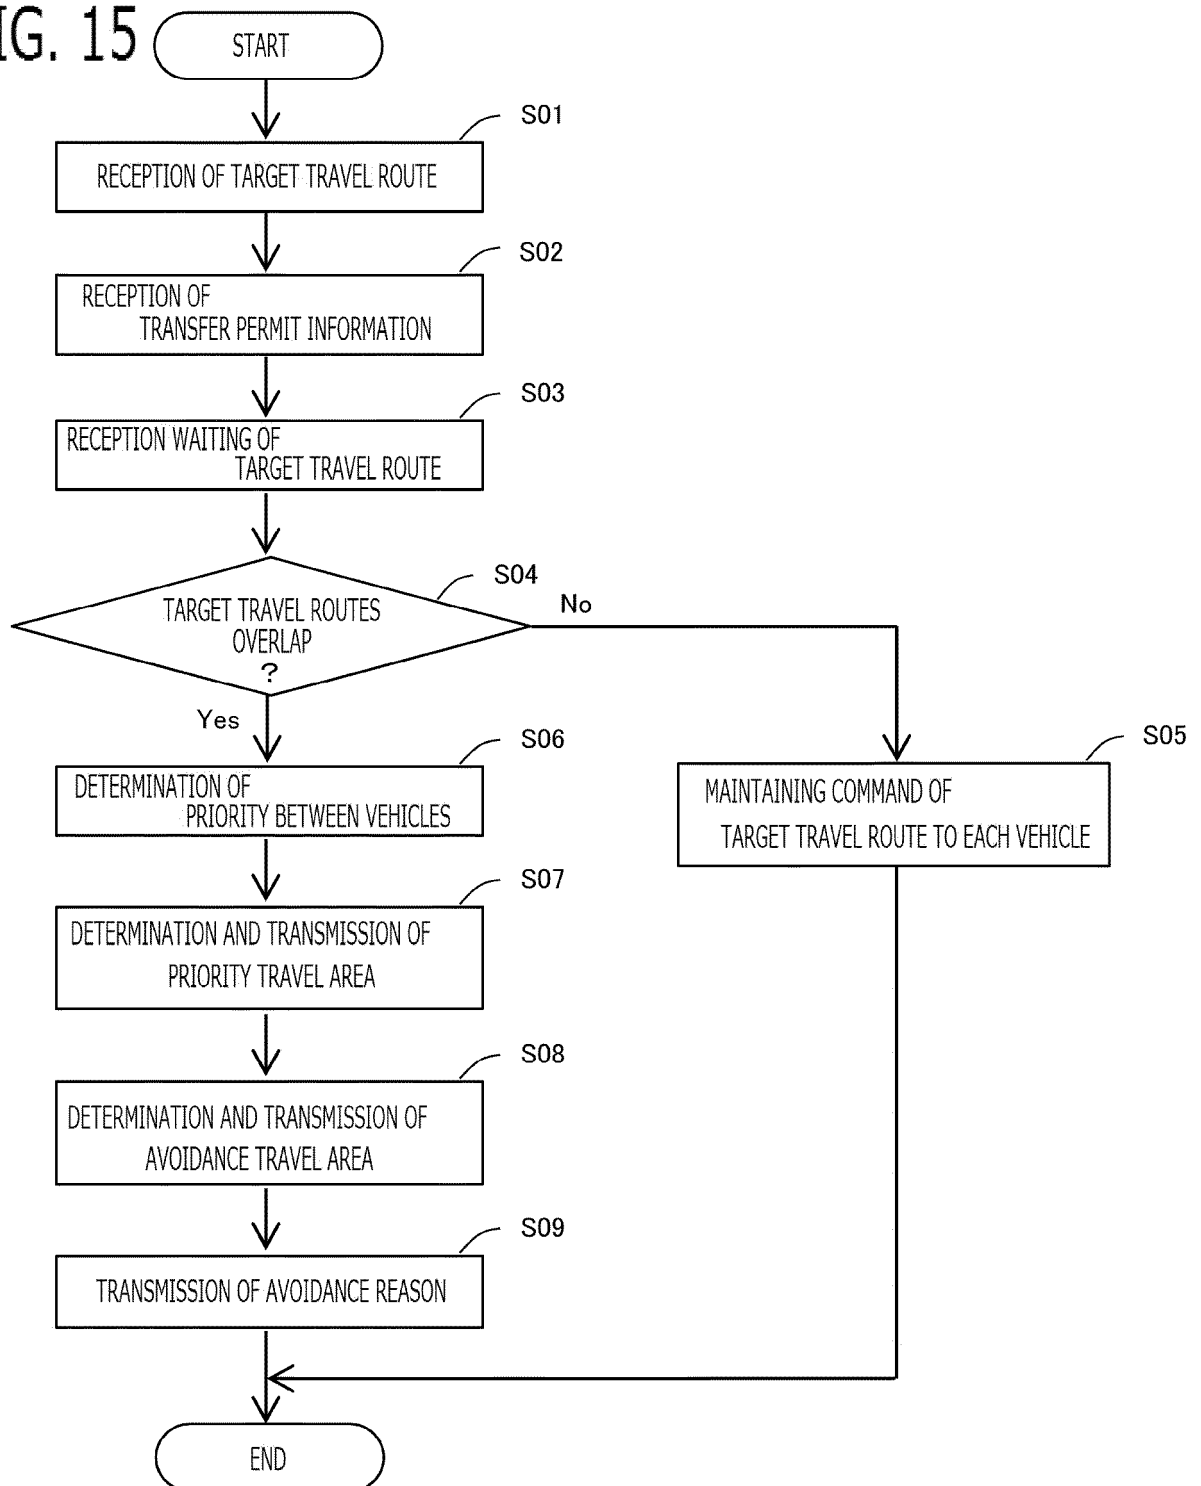 IG. 15
START
S01
RECEPTION OF TARGET TRAVEL ROUTE
S02
RECEPTION OF
TRANSFER PERMIT INFORMATION
S03
RECEPTION WAITING OF
TARGET TRAVEL ROUTE
S04
TARGET TRAVEL ROUTES
OVERLAP
?
No
Yes
S05
MAINTAINING COMMAND OF
TARGET TRAVEL ROUTE TO EACH VEHICLE
S06
DETERMINATION OF
PRIORITY BETWEEN VEHICLES
S07
DETERMINATION AND TRANSMISSION OF
PRIORITY TRAVEL AREA
S08
DETERMINATION AND TRANSMISSION OF
AVOIDANCE TRAVEL AREA
S09
TRANSMISSION OF AVOIDANCE REASON
END